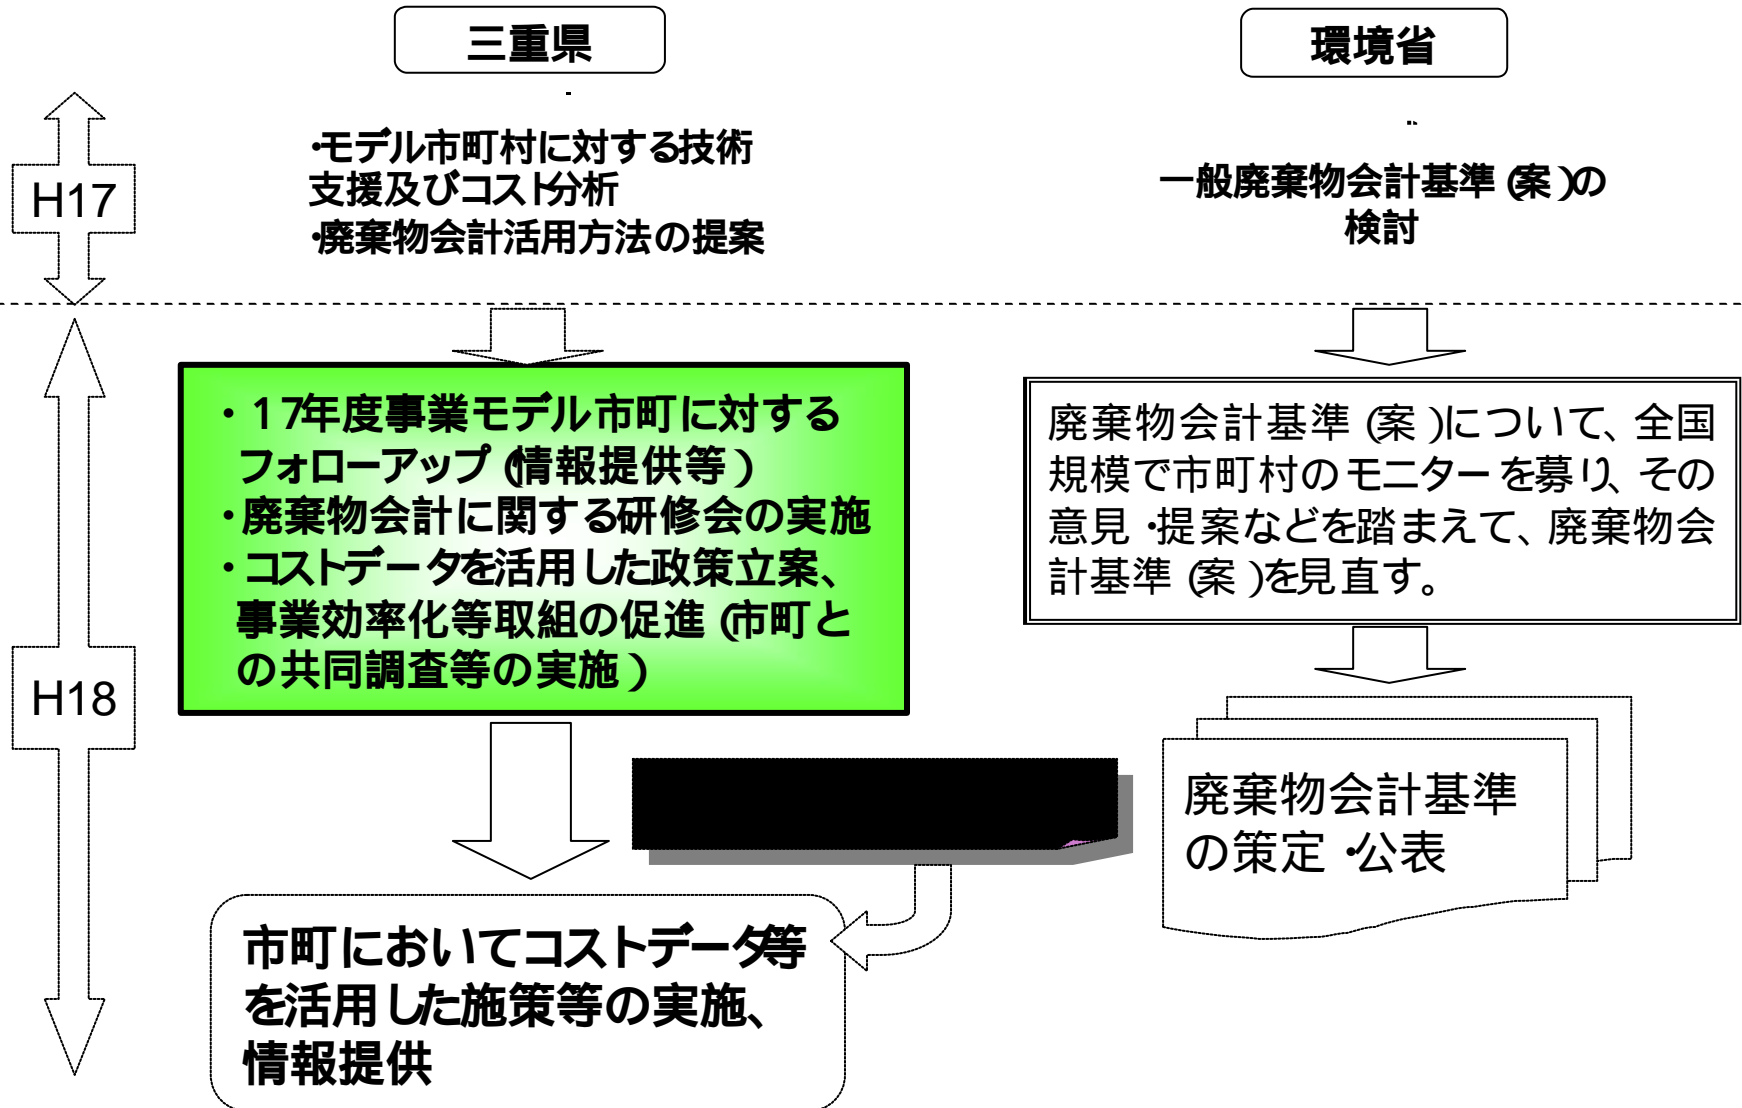 三重県
環境省
H17
・モデル市町村に対する技術
支援及びコスト分析
・廃棄物会計活用方法の提案
一般廃棄物会計基準(案)の
検討
H18
・17年度事業モデル市町に対する
フォローアップ(情報提供等)
・廃棄物会計に関する研修会の実施
・コストデータを活用した政策立案、
事業効率化等取組の促進(市町と
の共同調査等の実施)
廃棄物会計基準(案)について、全国
規模で市町村のモニターを募り、その
意見・提案などを踏まえて、廃棄物会
計基準(案)を見直す。
廃棄物会計基準
の策定・公表
市町においてコストデータ等
を活用した施策等の実施、
情報提供